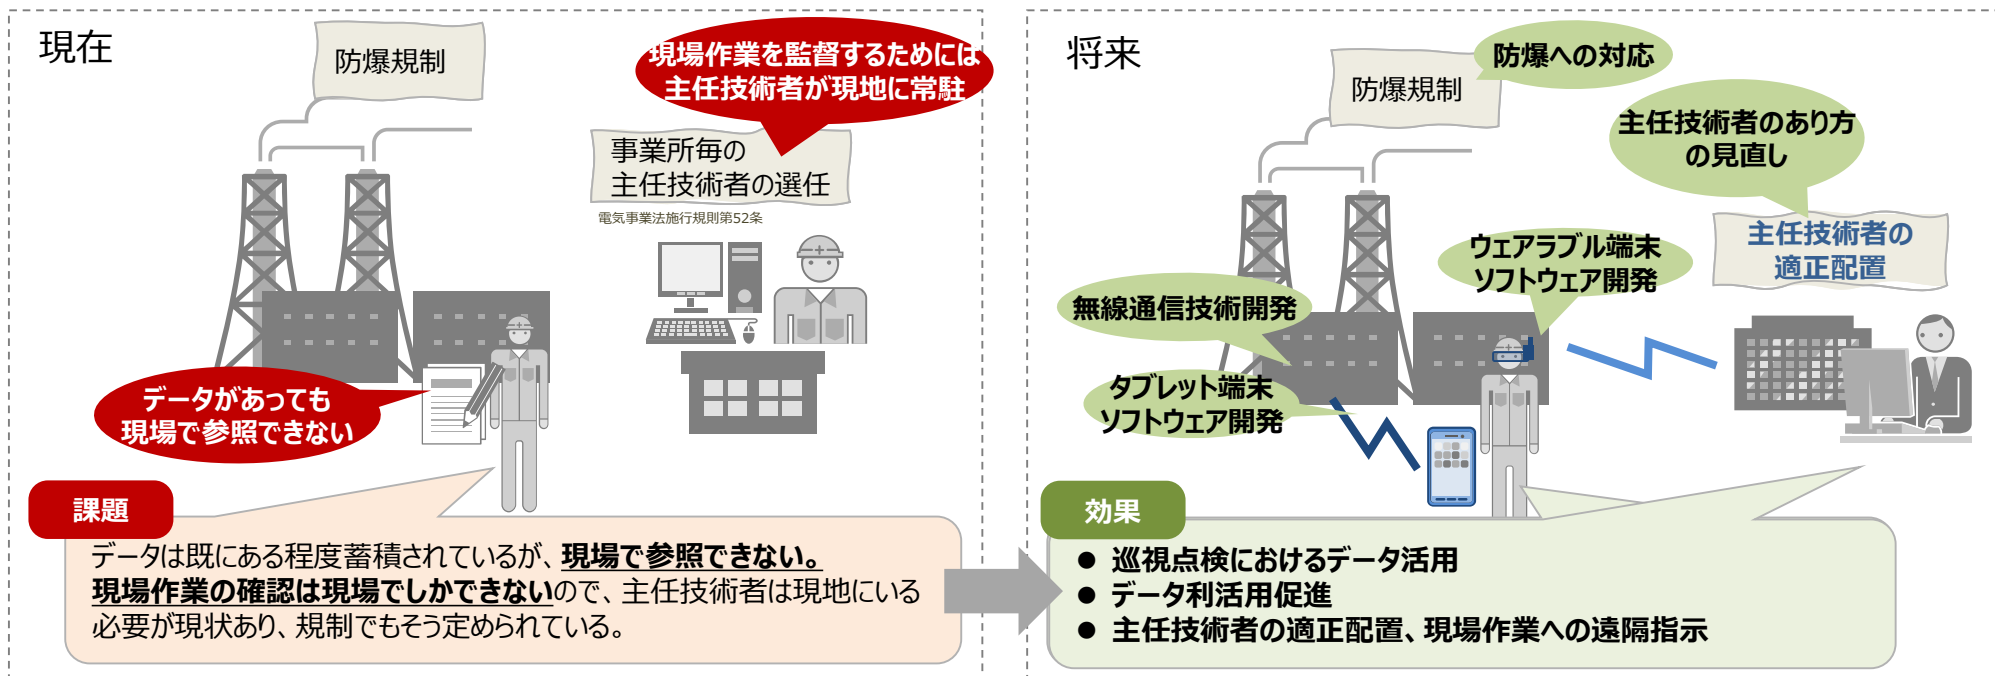 現在
防爆規制
現場作業を監督するためには
主任技術者が現地に常駐
事業所毎の
主任技術者の選任
電気事業法施行規則第52条
データがあっても
現場で参照できない
課題
データは既にある程度蓄積されているが、現場で参照できない。
現場作業の確認は現場でしかできないので、主任技術者は現地にいる
必要が現状あり、規制でもそう定められている。
将来
防爆規制
防爆への対応
主任技術者のあり方
の見直し
主任技術者の
適正配置
ウェアラブル端末
ソフトウェア開発
無線通信技術開発
タブレット端末
ソフトウェア開発
効果
● 巡視点検におけるデータ活用
● データ利活用促進
● 主任技術者の適正配置、現場作業への遠隔指示